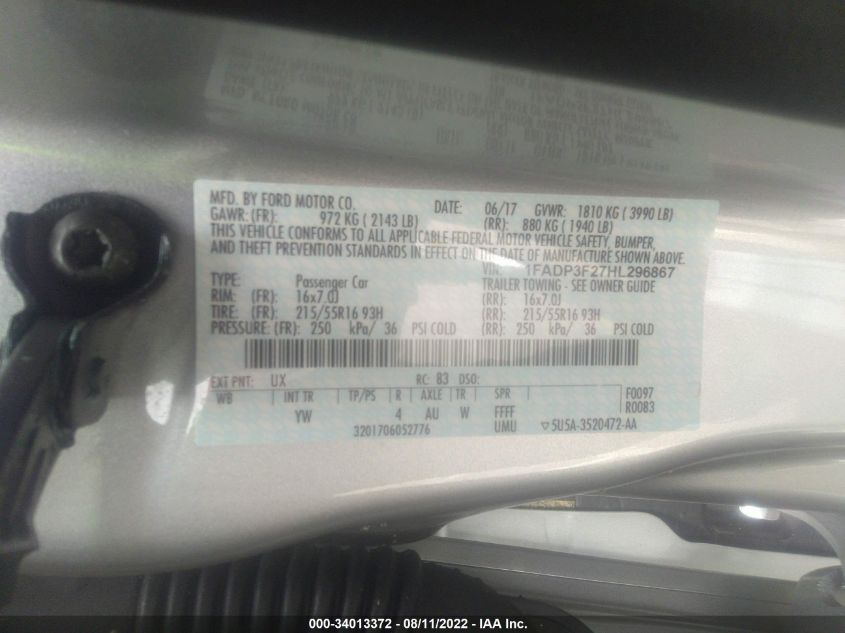 MFD. BY FORD MOTOR CO. DATE: 06/17 GVWR: 1810 KG ( 3990 LB)
GAWR: (FR): 972 KG ( 2143 LB) (RR): 880 KG ( 1940 LB)
THIS VEHICLE CONFORMS TO ALL APPLICABLE FEDERAL MOTOR VEHICLE SAFETY, BUMPER,
AND THEFT PREVENTION STANDARDS IN EFFECT ON THE DATE OF MANUFACTURE SHOWN ABOVE.
VIN: 1FADP3F27HL296867
TYPE: Passenger Car TRAILER TOWING - SEE OWNER GUIDE
RIM: (FR): 16x7.0J (RR): 16x7.0J
TIRE: (FR): 215/55R16 93H (RR): 215/55R16 93H
PRESSURE: (FR): 250 kPa/ 36 PSI COLD (RR): 250 kPa/ 36 PSI COLD
EXT PNT: UX RC: 83 DSO:
WB INT TR TP/PS R AXLE TR SPR F0097
YW 4 AU W FFFF R0083
3201706052776 UMU ▽5U5A-3520472-AA
000-34013372 - 08/11/2022 - IAA Inc.